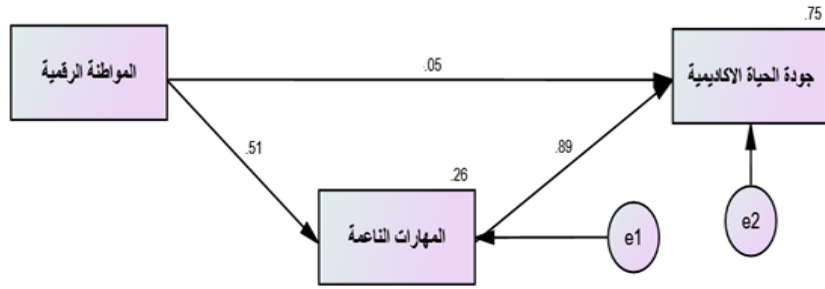 .75
المواطنة الرقمية
.05
جودة الحياة الاكاديمية
.51
.89
.26
المهارات الناعمة
e1
e2